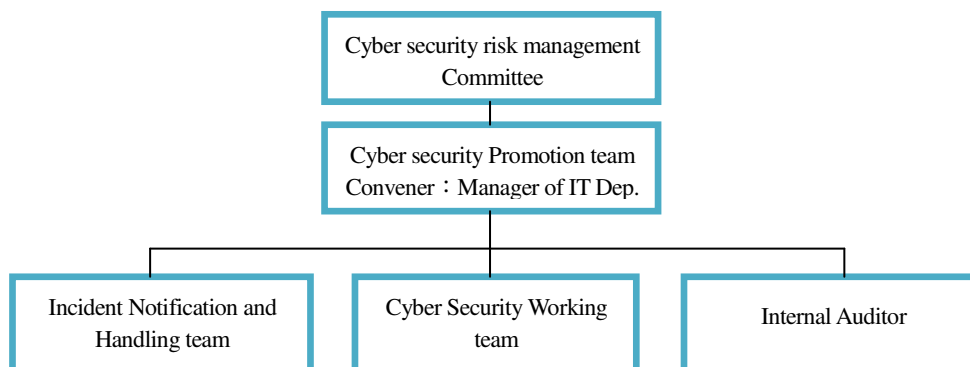 Cyber security risk management
Committee
Cyber security Promotion team
Convener：Manager of IT Dep.
Incident Notification and
Handling team
Cyber Security Working
team
Internal Auditor